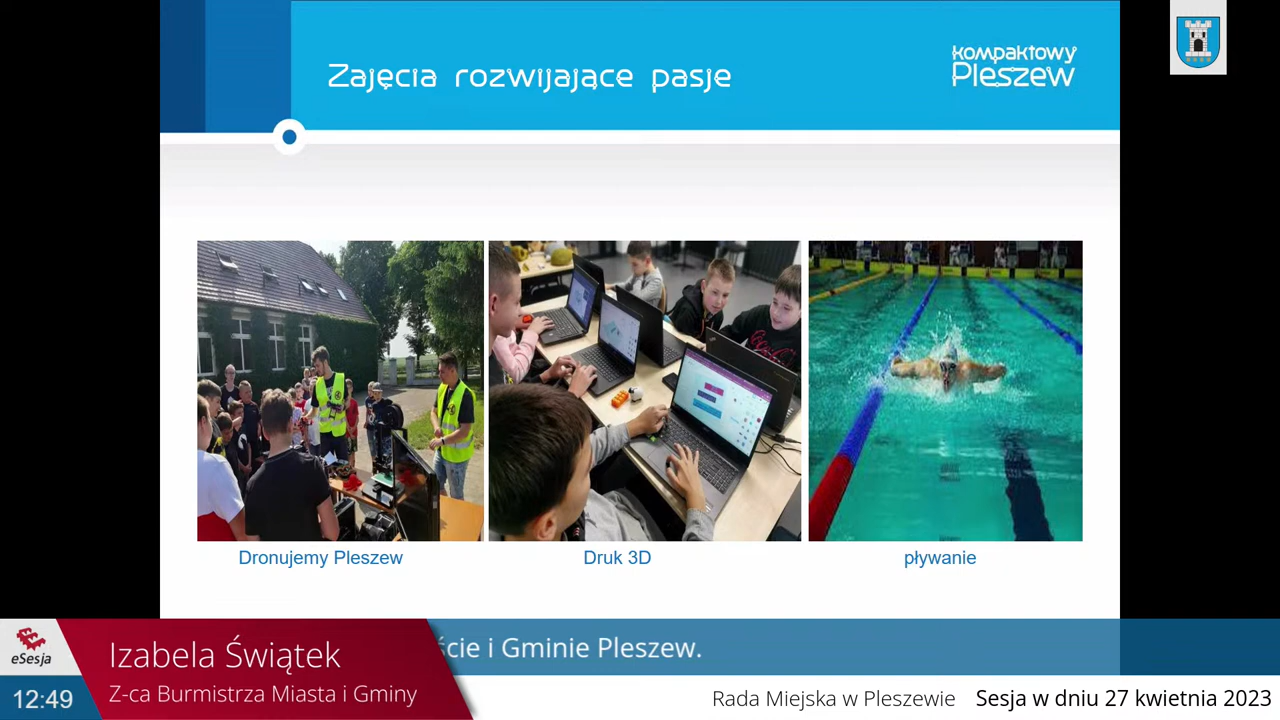 Zajęcia rozwijające pasje
kompaktowy
Pleszew
Dronujemy Pleszew
Druk 3D
pływanie
ście i Gminie Pleszew.
Izabela Świątek
Z-ca Burmistrza Miasta i Gminy
eSesja
12:49
Rada Miejska w Pleszewie
Sesja w dniu 27 kwietnia 2023